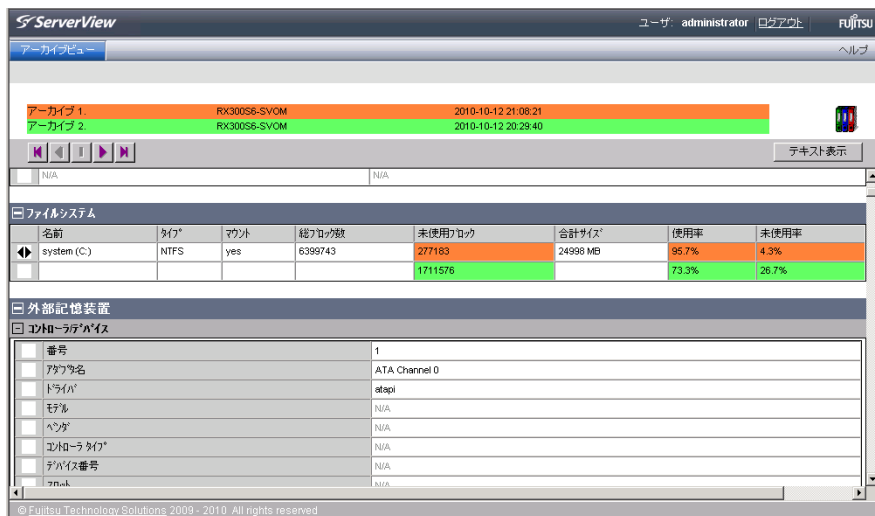 ServerView
ユーザ: administrator ログアウト FUJITSU
アーカイブビュー ヘルプ
アーカイブ 1. RX300S6-SVOM 2010-10-12 21:08:21
アーカイブ 2. RX300S6-SVOM 2010-10-12 20:29:40
テキスト表示
N/A N/A
ファイルシステム
名前 タイプ マウント 総ブロック数 未使用ブロック 合計サイズ 使用率 未使用率
system (C:) NTFS yes 6399743 277183 24998 MB 95.7% 4.3%
1711576 73.3% 26.7%
外部記憶装置
コントローラ/デバイス
番号 1
アダプタ名 ATA Channel 0
ドライバ atapi
モデル N/A
ベンダ N/A
コントローラ タイプ N/A
デバイス番号 N/A
スロット N/A
© Fujitsu Technology Solutions 2009 - 2010 All rights reserved